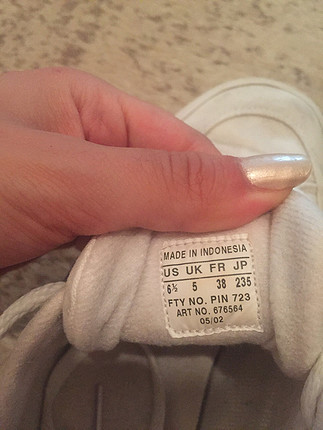 MADE IN INDONESIA
US UK FR JP
6½ 5 38 235
FTY NO. PIN 723
ART NO. 676564
05/02